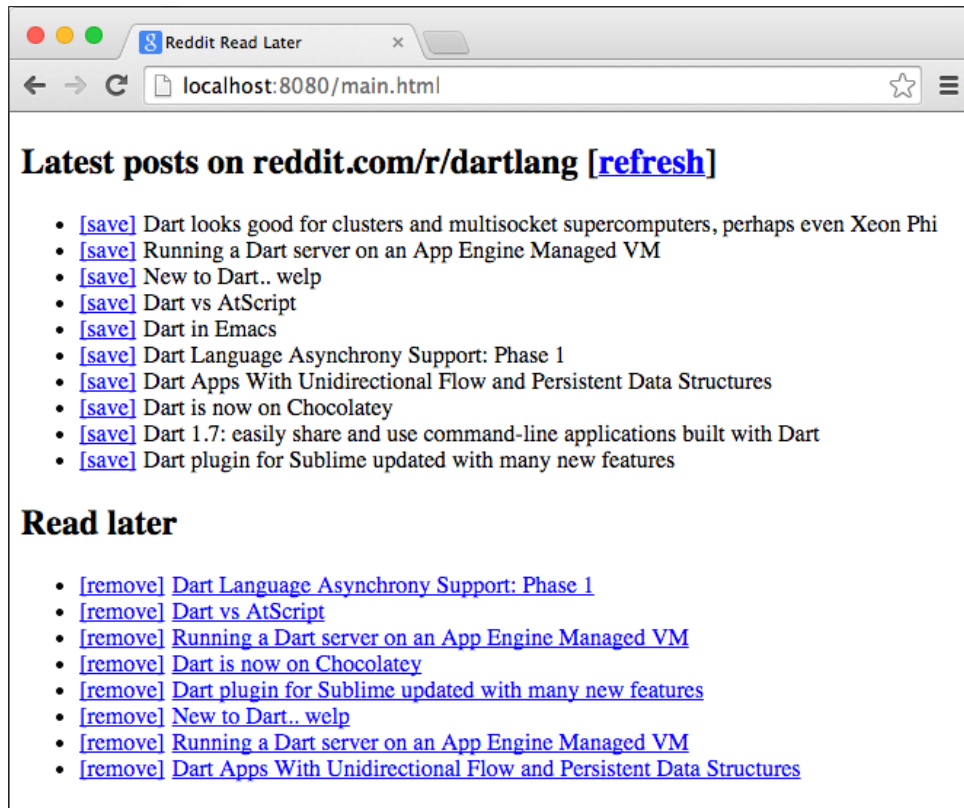 Reddit Read Later
localhost:8080/main.html
Latest posts on reddit.com/r/dartlang [refresh]
[save] Dart looks good for clusters and multisocket supercomputers, perhaps even Xeon Phi
[save] Running a Dart server on an App Engine Managed VM
[save] New to Dart.. welp
[save] Dart vs AtScript
[save] Dart in Emacs
[save] Dart Language Asynchrony Support: Phase 1
[save] Dart Apps With Unidirectional Flow and Persistent Data Structures
[save] Dart is now on Chocolatey
[save] Dart 1.7: easily share and use command-line applications built with Dart
[save] Dart plugin for Sublime updated with many new features
Read later
[remove] Dart Language Asynchrony Support: Phase 1
[remove] Dart vs AtScript
[remove] Running a Dart server on an App Engine Managed VM
[remove] Dart is now on Chocolatey
[remove] Dart plugin for Sublime updated with many new features
[remove] New to Dart.. welp
[remove] Running a Dart server on an App Engine Managed VM
[remove] Dart Apps With Unidirectional Flow and Persistent Data Structures